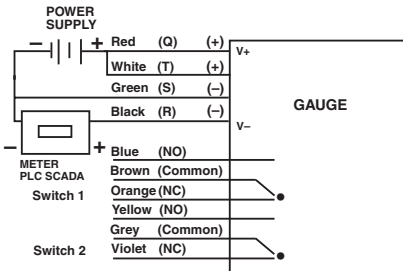 POWER
SUPPLY
− + Red (Q) (+) V+
White (T) (+)
Green (S) (−)
GAUGE
Black (R) (−) V−
− +
METER
PLC SCADA
Blue (NO)
Brown (Common)
Switch 1 Orange (NC)
Yellow (NO)
Grey (Common)
Switch 2 Violet (NC)